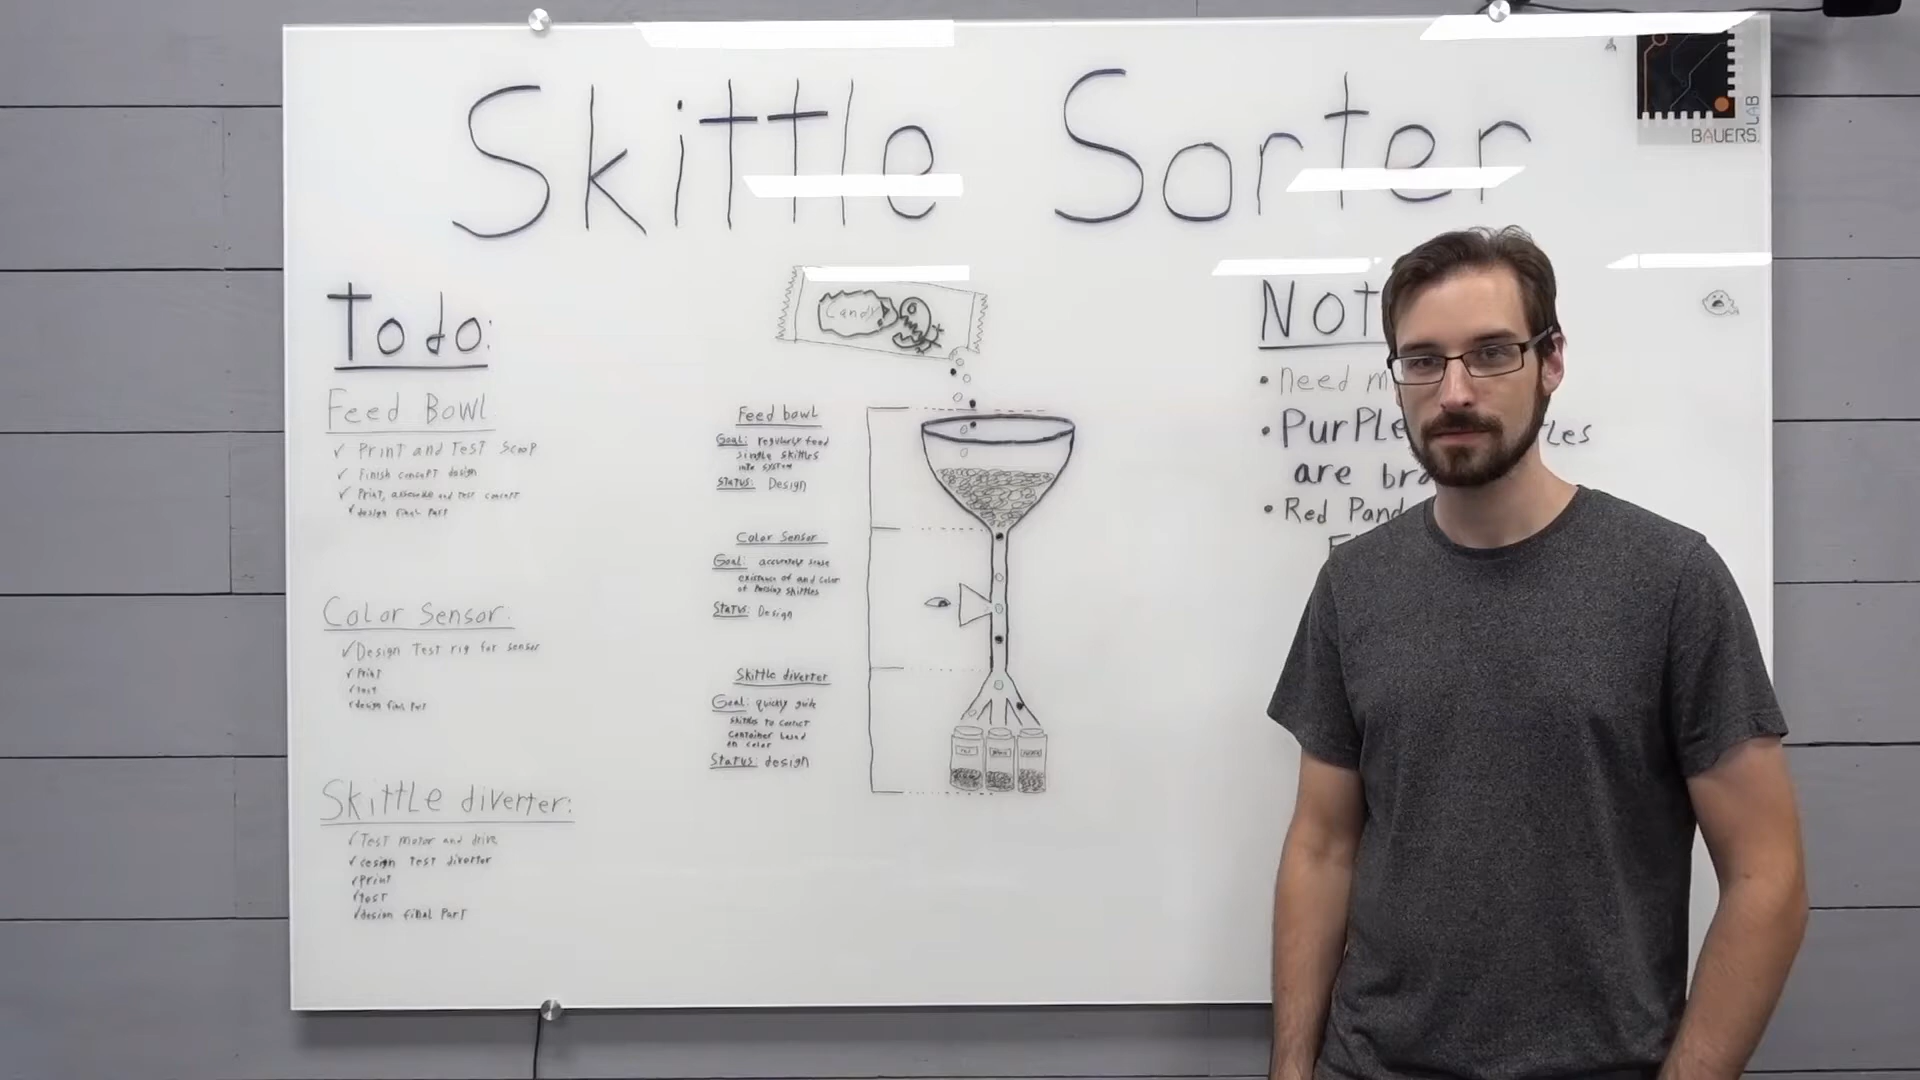 Skittle Sorter
BAUERS LAB
Todo:
Feed Bowl
✓ Print and Test Scoop
✓ Finish concept design
✓ Print, assemble and test concept
✓ design final Part
Color Sensor
✓ Design Test rig for sensor
✓ Print
✓ test
✓ design final Part
Skittle diverter:
✓ Test motor and drive
✓ design Test divertor
✓ Print
✓ test
✓ design final Part
Candy
Feed bowl
Goal: regularly feed
single skittles
into system
Status: Design
Color Sensor
Goal: accurately sense
existance of and color
of Passing Skittles
Status: Design
Skittle divertor
Goal: quickly guide
skittles to correct
container based
on color
Status: design
Not
• need m
• PurPLe tles
are bra
• Red Pand